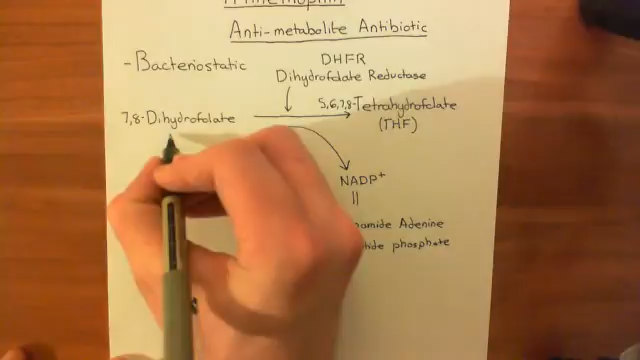 Anti-metabolite Antibiotic
-Bacteriostatic
DHFR
Dihydrofolate Reductase
7,8-Dihydrofolate
5,6,7,8-Tetrahydrofolate
(THF)
NADP+
Adenine
phosphate